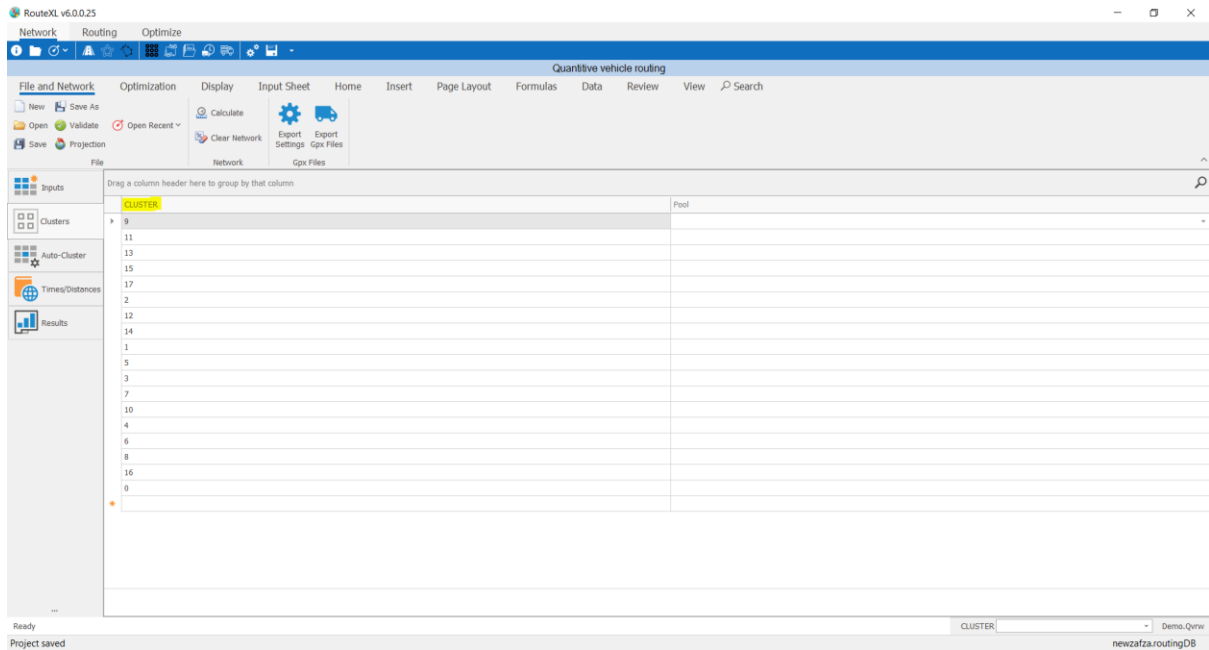 RouteXL v6.0.0.25
Network Routing Optimize
Quantitive vehicle routing
File and Network Optimization Display Input Sheet Home Insert Page Layout Formulas Data Review View Search
New Save As
Open Validate Open Recent
Save Projection
Calculate
Clear Network
Export Settings
Export Gpx Files
File Network Gpx Files
Inputs
Clusters
Auto-Cluster
Times/Distances
Results
...
Drag a column header here to group by that column
CLUSTER Pool
9
11
13
15
17
2
12
14
1
5
3
7
10
4
6
8
16
0
Ready CLUSTER Demo.Qvrw
Project saved newzafza.routingDB